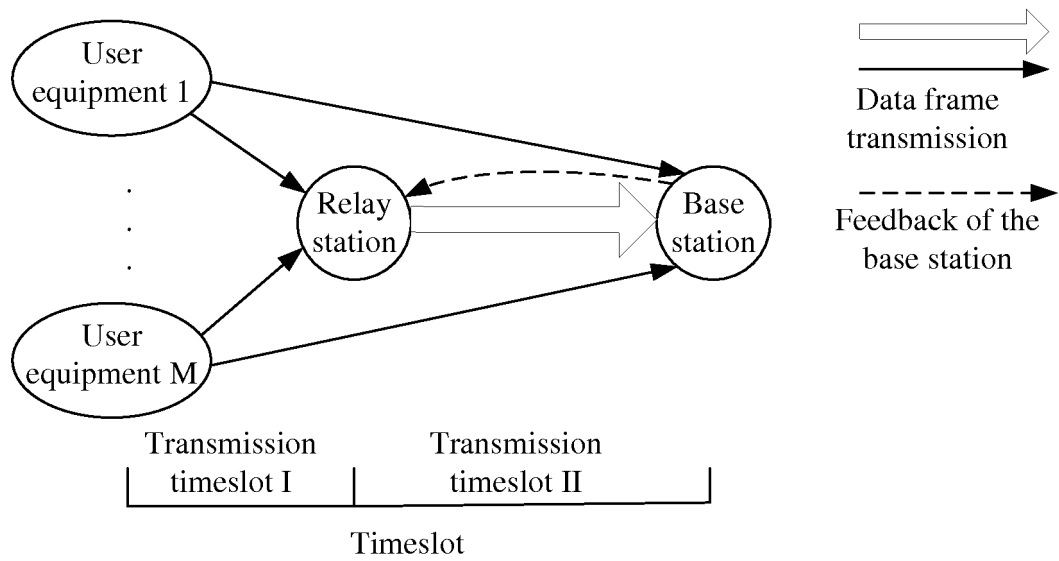 User
equipment 1
Relay
station
Base
station
User
equipment M
Data frame
transmission
Feedback of the
base station
Transmission
timeslot I
Transmission
timeslot II
Timeslot